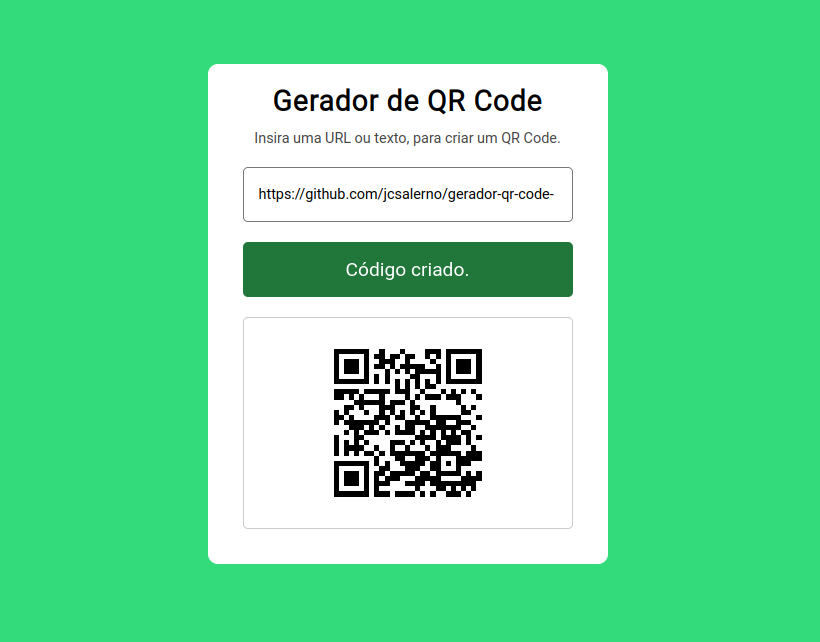 Gerador de QR Code
Insira uma URL ou texto, para criar um QR Code.
https://github.com/jcsalerno/gerador-qr-code-
Código criado.